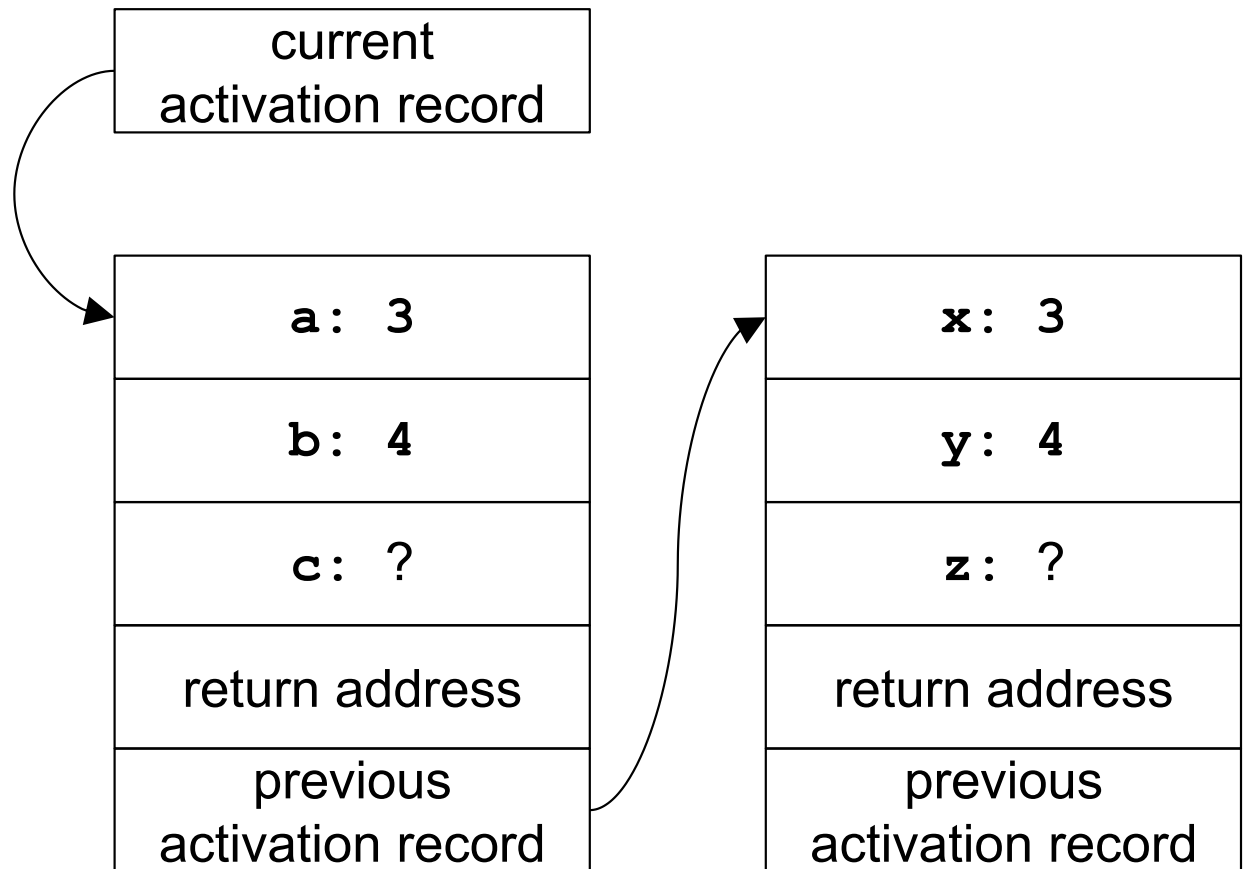 current
activation record
a: 3
b: 4
c: ?
return address
previous
activation record
x: 3
y: 4
z: ?
return address
previous
activation record